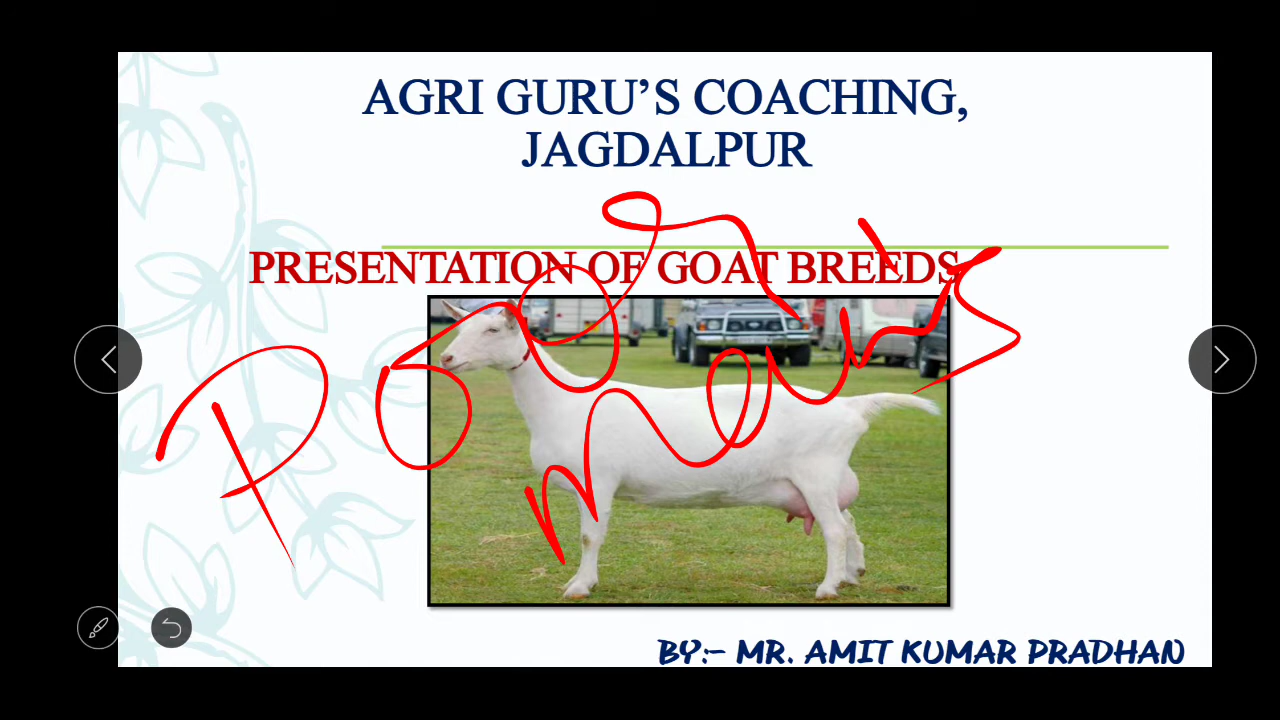 AGRI GURU'S COACHING,
JAGDALPUR
PRESENTATION OF GOAT BREEDS
BY:- MR. AMIT KUMAR PRADHAN